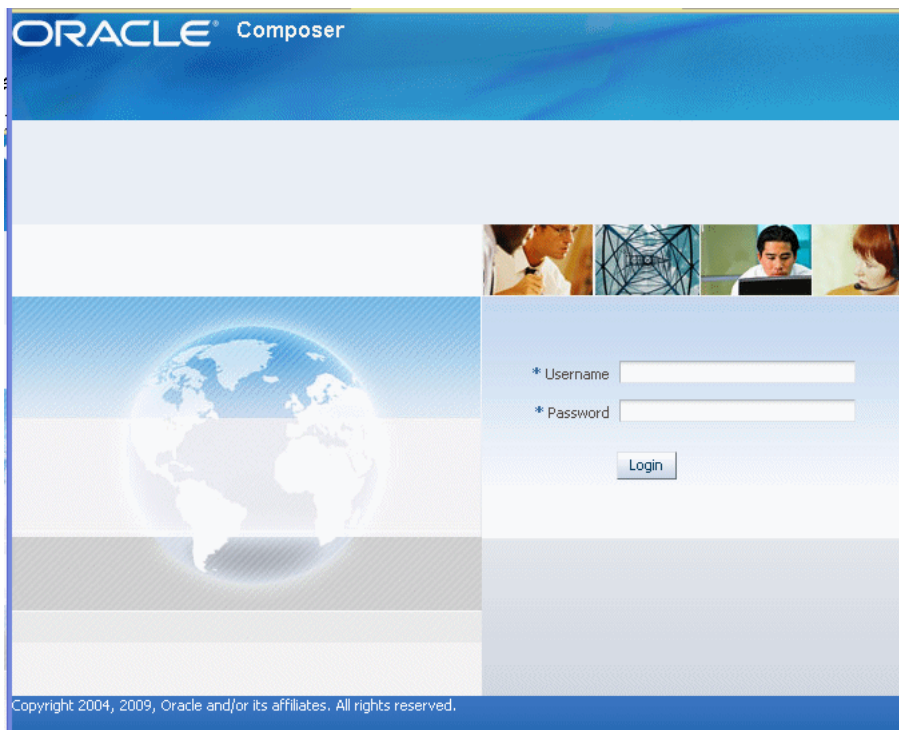 ORACLE® Composer
* Username
* Password
Login
Copyright 2004, 2009, Oracle and/or its affiliates. All rights reserved.